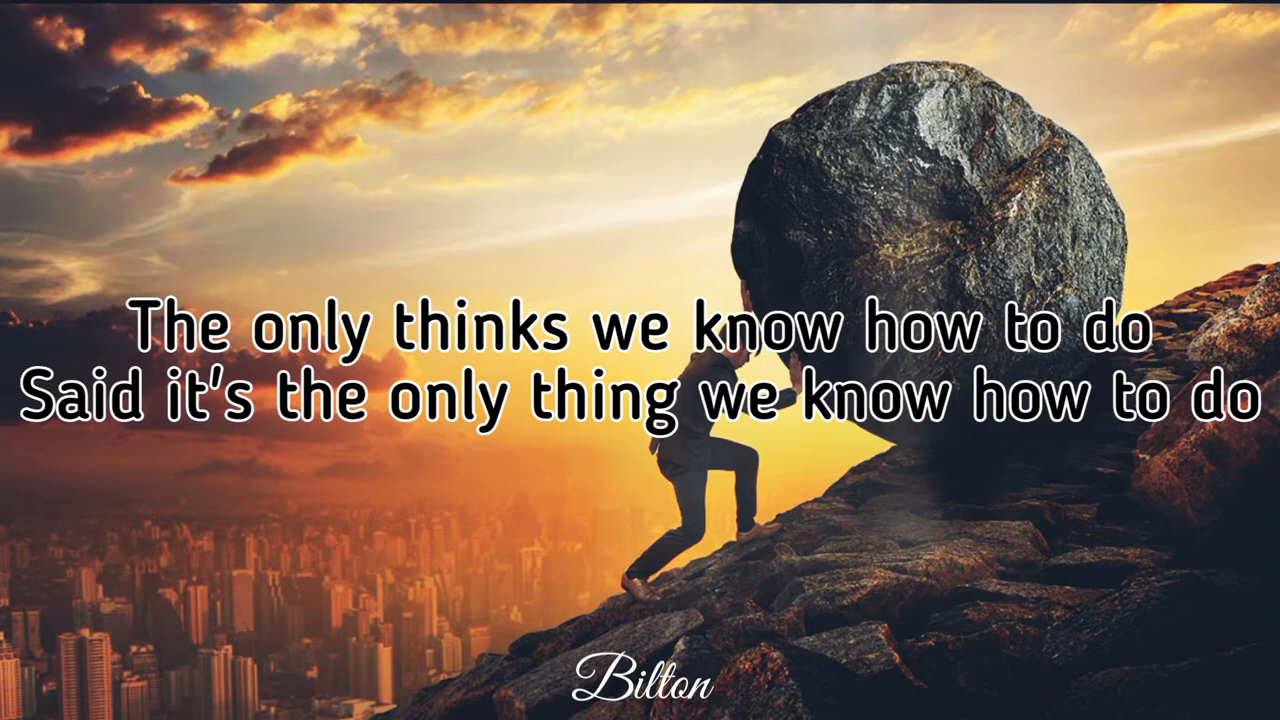 The only thinks we know how to do
Said it's the only thing we know how to do
Bilton